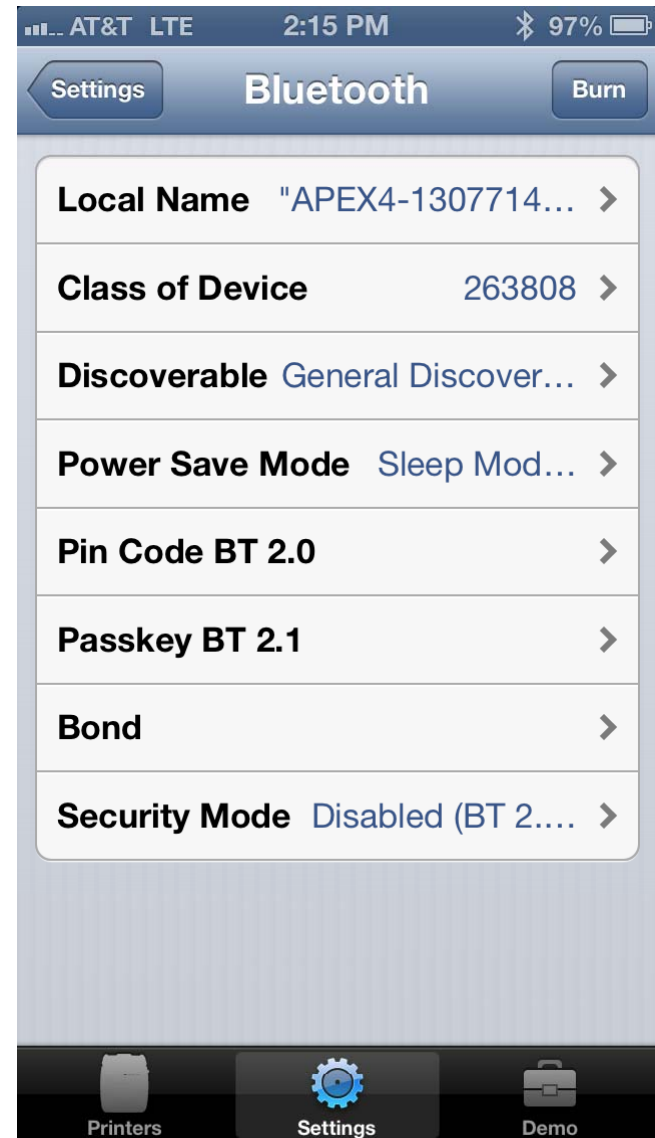 AT&T LTE 2:15 PM 97%
Settings Bluetooth Burn
Local Name "APEX4-1307714...
Class of Device 263808
Discoverable General Discover...
Power Save Mode Sleep Mod...
Pin Code BT 2.0
Passkey BT 2.1
Bond
Security Mode Disabled (BT 2....
Printers Settings Demo